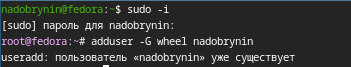 nadobrynin@fedora:~$ sudo -i
[sudo] пароль для nadobrynin:
root@fedora:~# adduser -G wheel nadobrynin
useradd: пользователь «nadobrynin» уже существует